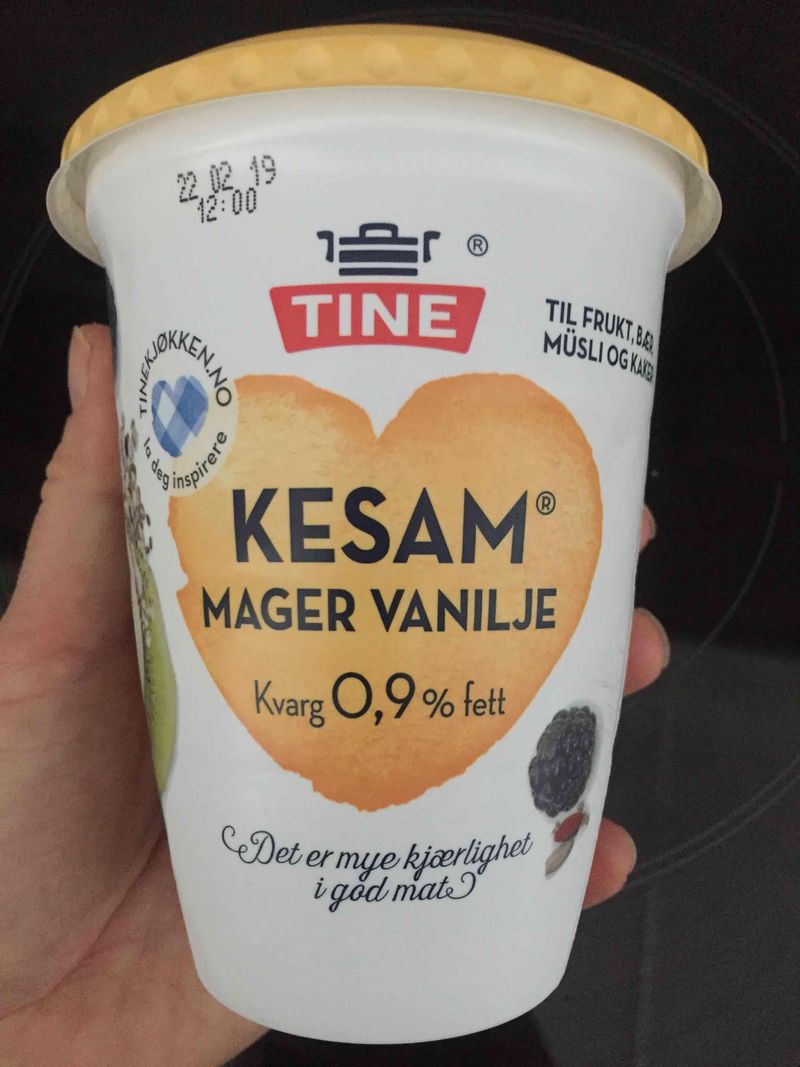 22 02 19
12:00
®
TINE
TIL FRUKT, BÆR,
MÜSLI OG KAKER
TINEKJØKKEN.NO
la deg inspirere
KESAM®
MAGER VANILJE
Kvarg 0,9% fett
Det er mye kjærlighet
i god mat